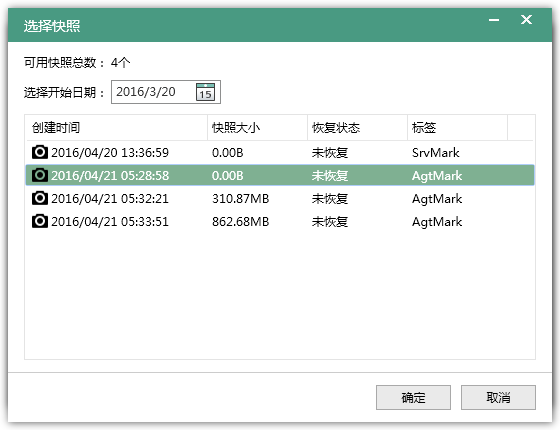 选择快照
可用快照总数： 4个
选择开始日期： 2016/3/20 15
创建时间 快照大小 恢复状态 标签
2016/04/20 13:36:59 0.00B 未恢复 SrvMark
2016/04/21 05:28:58 0.00B 未恢复 AgtMark
2016/04/21 05:32:21 310.87MB 未恢复 AgtMark
2016/04/21 05:33:51 862.68MB 未恢复 AgtMark
确定 取消